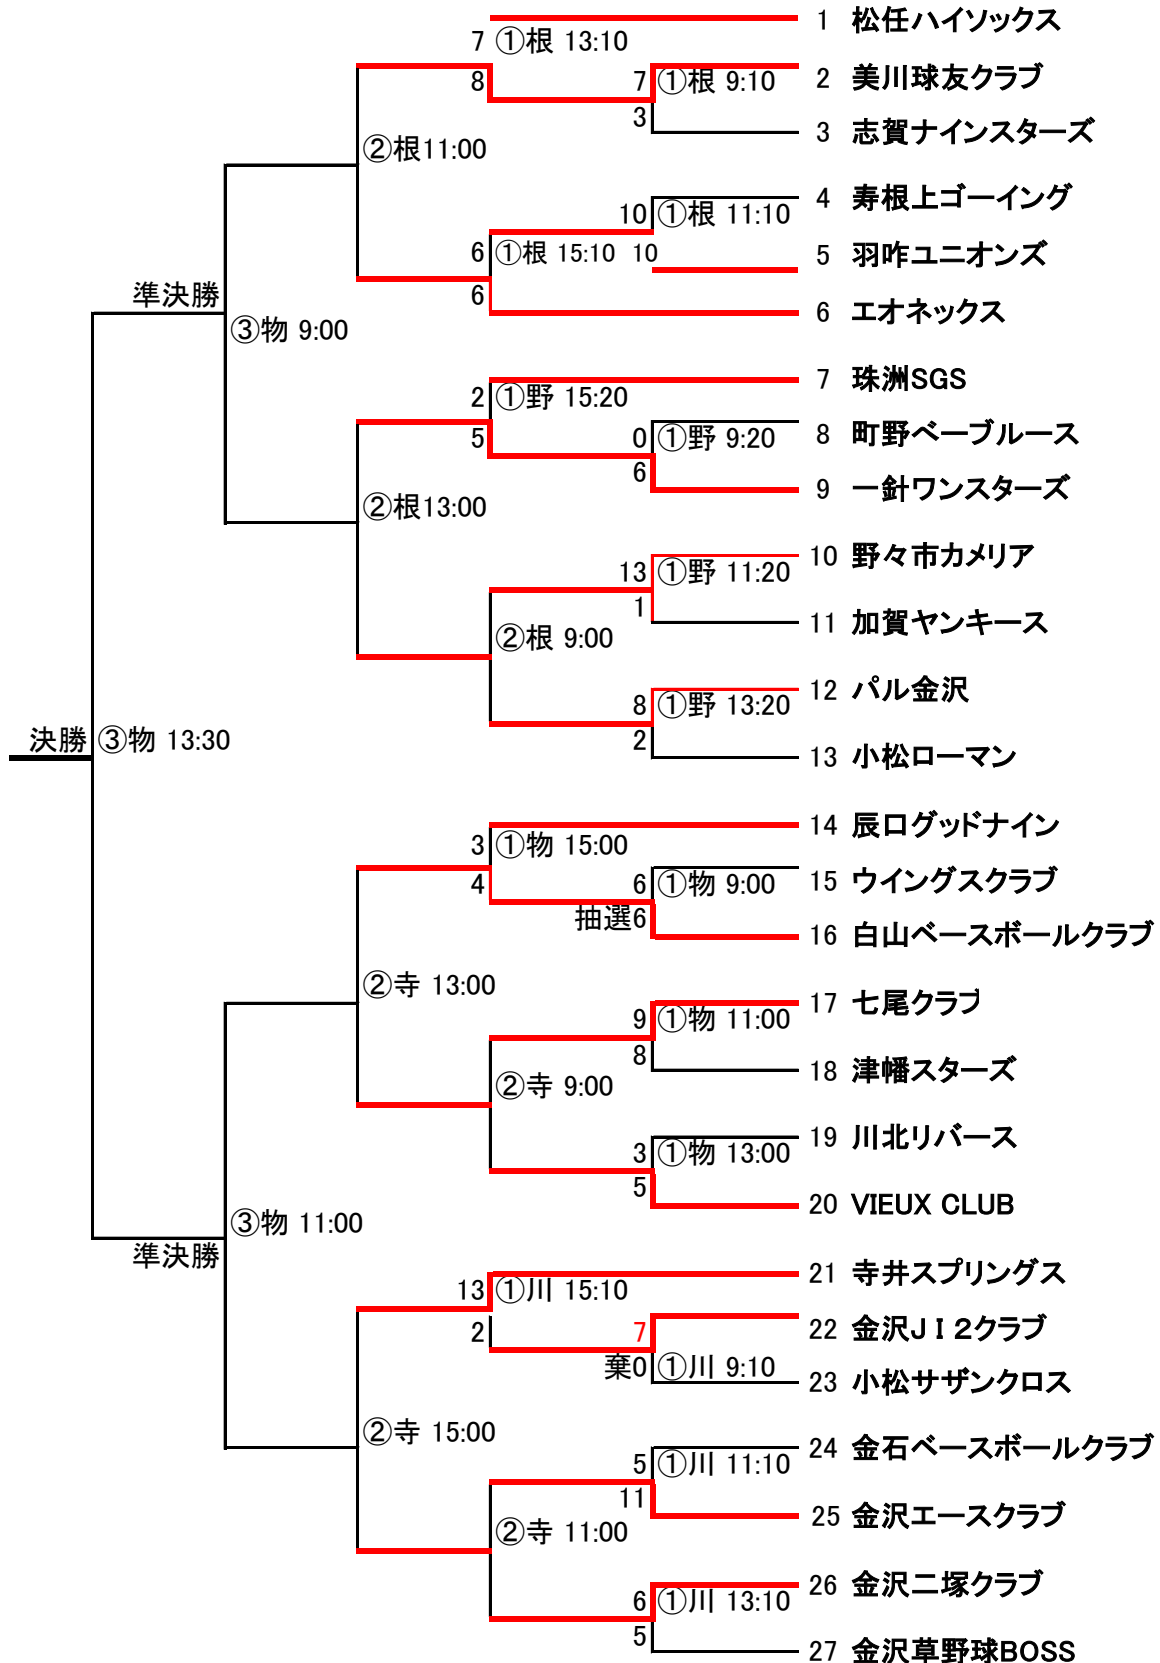 1 松任ハイソックス
7 ①根 13:10
8
7 ①根 9:10
2 美川球友クラブ
3
3 志賀ナインスターズ
②根11:00
10 ①根 11:10
4 寿根上ゴーイング
6 ①根 15:10 10
5 羽咋ユニオンズ
6
6 エオネックス
準決勝
③物 9:00
7 珠洲SGS
2 ①野 15:20
5
0 ①野 9:20
8 町野ベーブルース
6
9 一針ワンスターズ
②根13:00
10 野々市カメリア
13 ①野 11:20
1
11 加賀ヤンキース
②根 9:00
12 パル金沢
8 ①野 13:20
2
13 小松ローマン
決勝 ③物 13:30
14 辰口グッドナイン
3 ①物 15:00
4
6 ①物 9:00
15 ウイングスクラブ
抽選6
16 白山ベースボールクラブ
②寺 13:00
17 七尾クラブ
9 ①物 11:00
8
18 津幡スターズ
②寺 9:00
19 川北リバース
3 ①物 13:00
5
20 VIEUX CLUB
③物 11:00
準決勝
21 寺井スプリングス
13 ①川 15:10
2
7
22 金沢JI2クラブ
棄0 ①川 9:10
23 小松サザンクロス
②寺 15:00
24 金石ベースボールクラブ
5 ①川 11:10
11
25 金沢エースクラブ
②寺 11:00
26 金沢二塚クラブ
6 ①川 13:10
5
27 金沢草野球BOSS